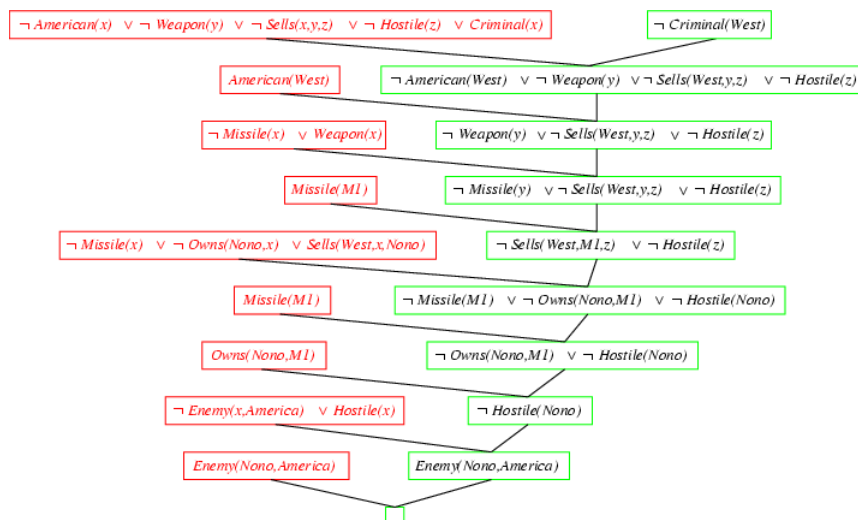 ¬ American(x) ∨ ¬ Weapon(y) ∨ ¬ Sells(x,y,z) ∨ ¬ Hostile(z) ∨ Criminal(x)
¬ Criminal(West)
American(West)
¬ American(West) ∨ ¬ Weapon(y) ∨ ¬ Sells(West,y,z) ∨ ¬ Hostile(z)
¬ Missile(x) ∨ Weapon(x)
¬ Weapon(y) ∨ ¬ Sells(West,y,z) ∨ ¬ Hostile(z)
Missile(M1)
¬ Missile(y) ∨ ¬ Sells(West,y,z) ∨ ¬ Hostile(z)
¬ Missile(x) ∨ ¬ Owns(Nono,x) ∨ Sells(West,x,Nono)
¬ Sells(West,M1,z) ∨ ¬ Hostile(z)
Missile(M1)
¬ Missile(M1) ∨ ¬ Owns(Nono,M1) ∨ ¬ Hostile(Nono)
Owns(Nono,M1)
¬ Owns(Nono,M1) ∨ ¬ Hostile(Nono)
¬ Enemy(x,America) ∨ Hostile(x)
¬ Hostile(Nono)
Enemy(Nono,America)
Enemy(Nono,America)